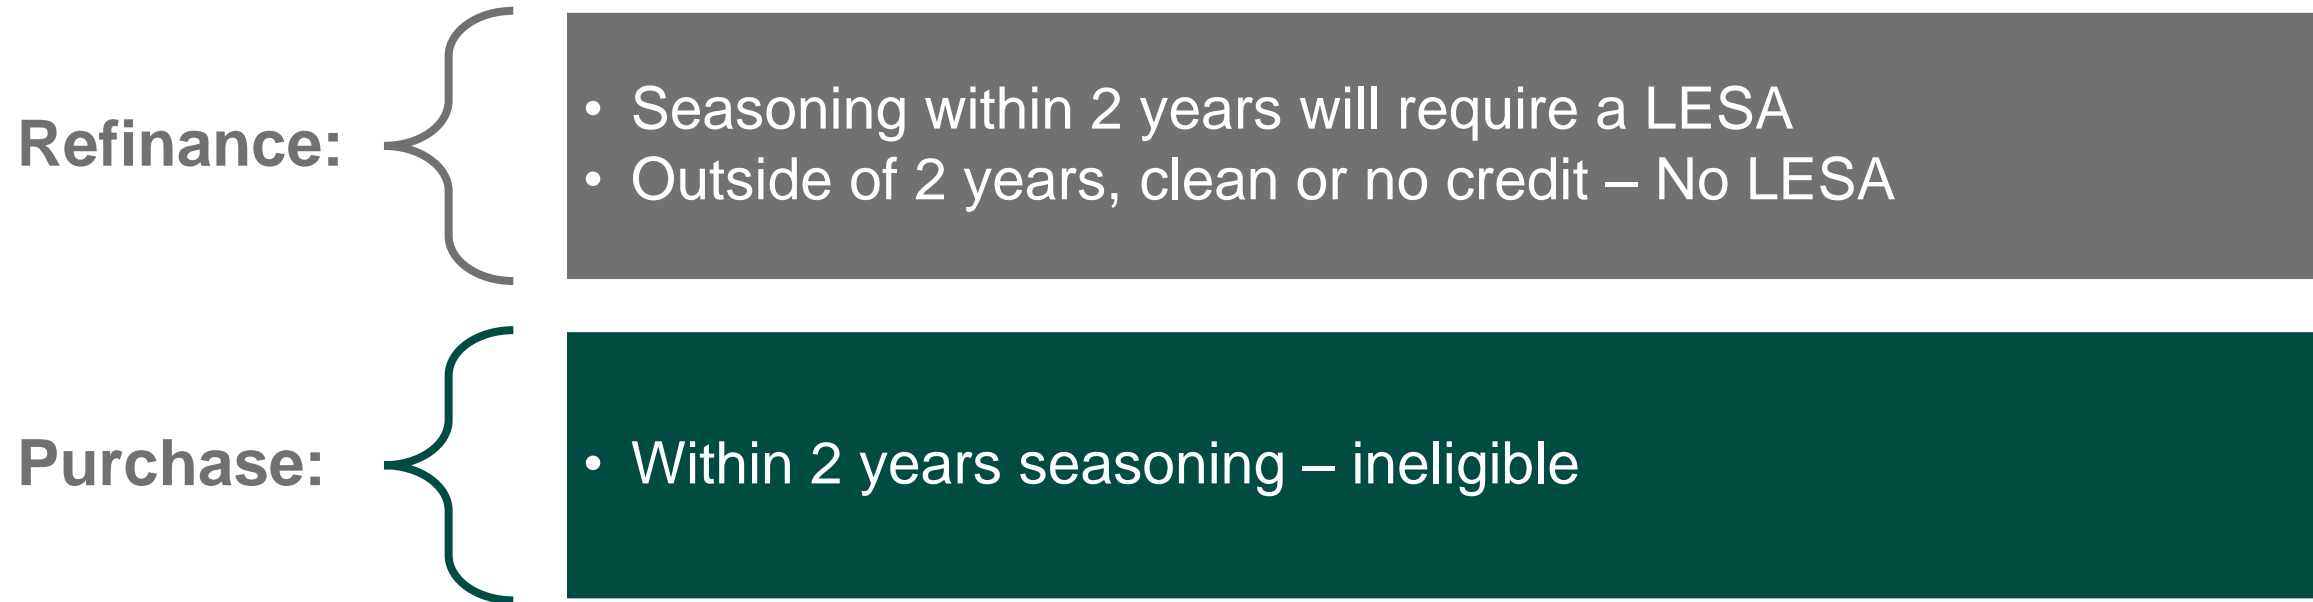 Refinance:
• Seasoning within 2 years will require a LESA
• Outside of 2 years, clean or no credit – No LESA
Purchase:
• Within 2 years seasoning – ineligible